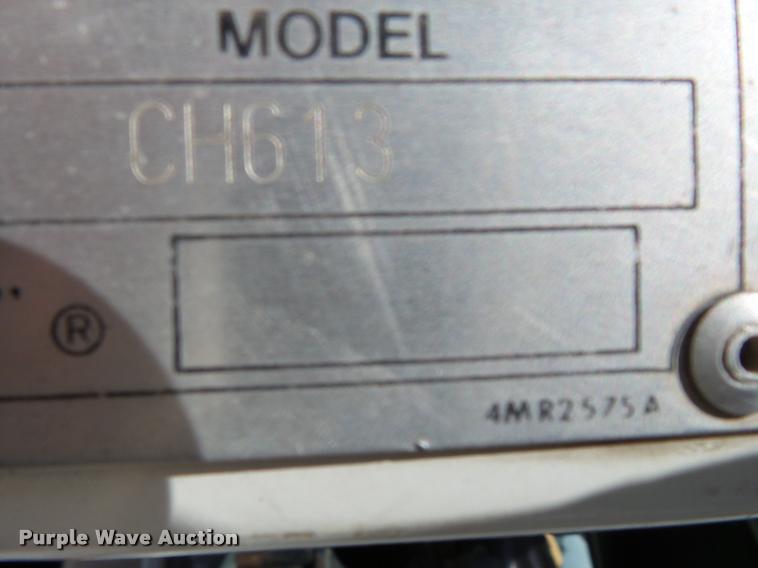 MODEL
CH613
"
®
4MR2575A
Purple Wave Auction